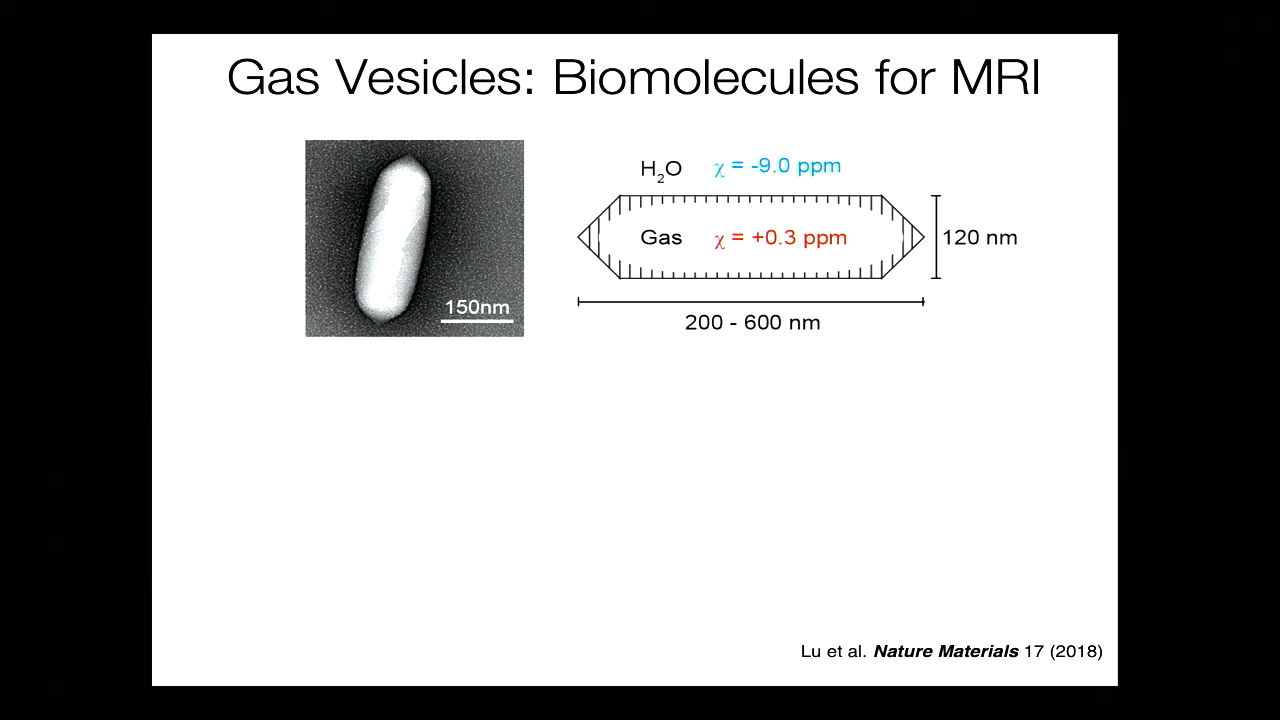 Gas Vesicles: Biomolecules for MRI
H₂O χ = -9.0 ppm
Gas χ = +0.3 ppm
120 nm
150nm
200 - 600 nm
Lu et al. Nature Materials 17 (2018)